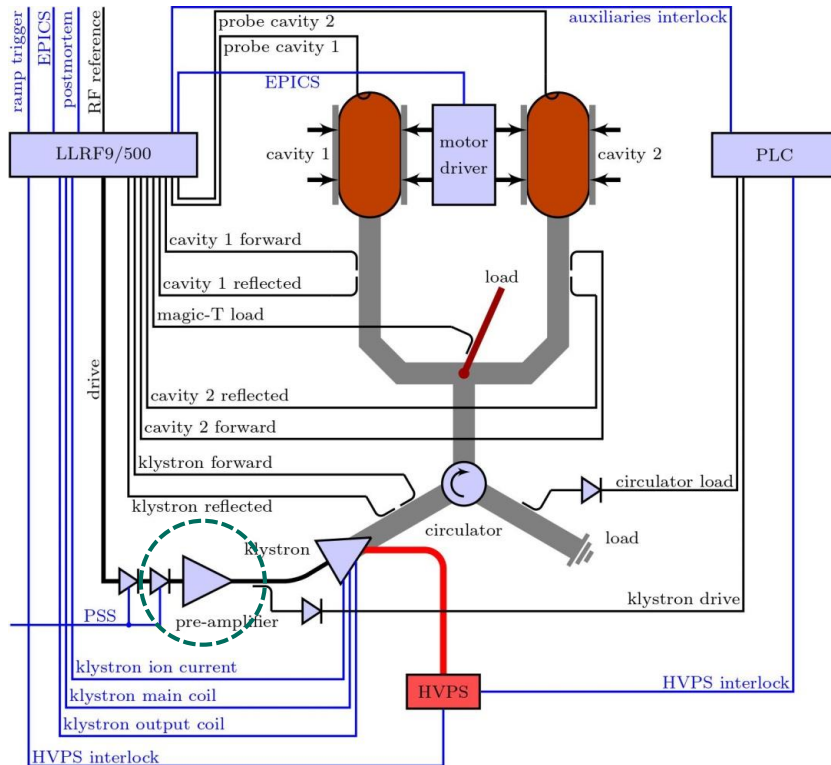 probe cavity 2
auxiliaries interlock
probe cavity 1
ramp trigger
EPICS
postmortem
RF reference
EPICS
LLRF9/500
cavity 1
motor
driver
cavity 2
PLC
cavity 1 forward
cavity 1 reflected
load
magic-T load
drive
cavity 2 reflected
cavity 2 forward
klystron forward
klystron reflected
circulator load
circulator
klystron
load
PSS
pre-amplifier
klystron drive
klystron ion current
klystron main coil
HVPS
HVPS interlock
klystron output coil
HVPS interlock